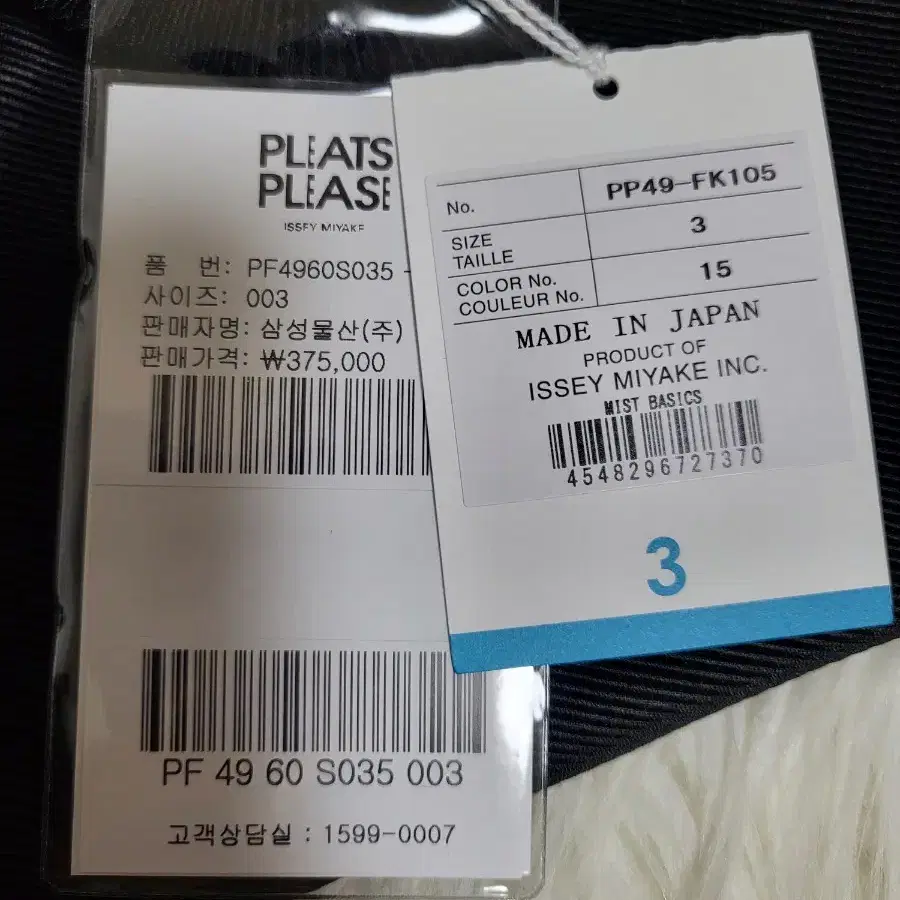 PLEATS
PLEASE
ISSEY MIYAKE
품 번: PF4960S035 -
사이즈: 003
판매자명: 삼성물산(주)
판매가격: ₩375,000
PF 49 60 S035 003
고객상담실 : 1599-0007
No. PP49-FK105
SIZE
TAILLE 3
COLOR No.
COULEUR No. 15
MADE IN JAPAN
PRODUCT OF
ISSEY MIYAKE INC.
MIST BASICS
4548296727370
3